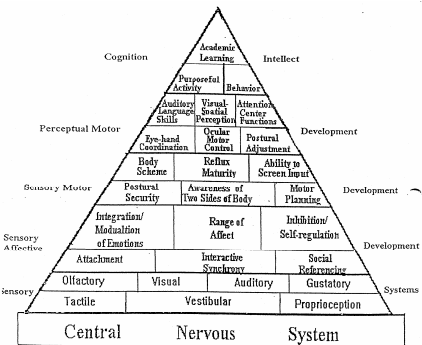 Academic
Learning
Cognition
Intellect
Purposeful
Activity
Behavior
Auditory
Language
Skills
Visual-
Spatial
Perception
Attention
Center
Functions
Perceptual Motor
Development
Eye-hand
Coordination
Ocular
Motor
Control
Postural
Adjustment
Body
Scheme
Reflux
Maturity
Ability to
Screen Input
Sensory Motor
Development
Postural
Security
Awareness of
Two Sides of Body
Motor
Planning
Integration/
Modualtion
of Emotions
Range of
Affect
Inhibition/
Self-regulation
Sensory
Affective
Development
Attachment
Interactive
Synchrony
Social
Referencing
Olfactory
Visual
Auditory
Gustatory
Sensory
Systems
Tactile
Vestibular
Proprioception
Central Nervous System